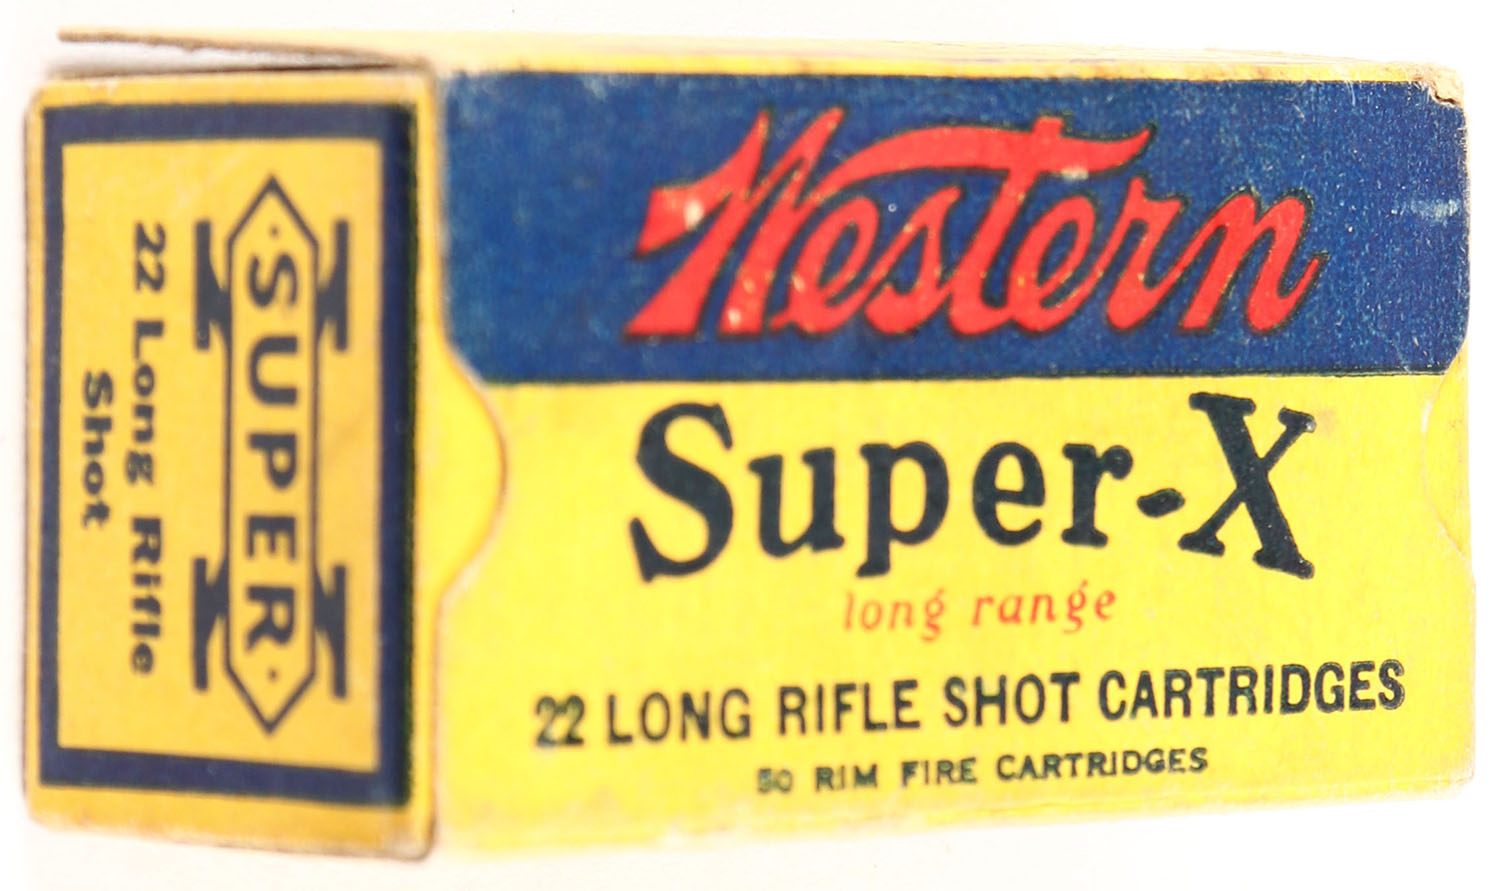 Western
Super-X
long range
22 LONG RIFLE SHOT CARTRIDGES
50 RIM FIRE CARTRIDGES
SUPER
X X
22 Long Rifle
Shot